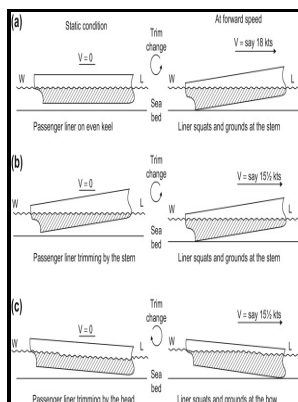 (a)
Static condition
At forward speed
V = 0
Trim
change
V = say 18 kts
W
L
W
L
Sea
bed
Passenger liner on even keel
Liner squats and grounds at the stern
(b)
V = 0
Trim
change
V = say 15½ kts
W
L
W
L
Sea
bed
Passenger liner trimming by the stern
Liner squats and grounds at the stern
(c)
V = 0
Trim
change
V = say 15½ kts
W
L
W
L
Sea
bed
Passenger liner trimming by the head
Liner squats and grounds at the bow